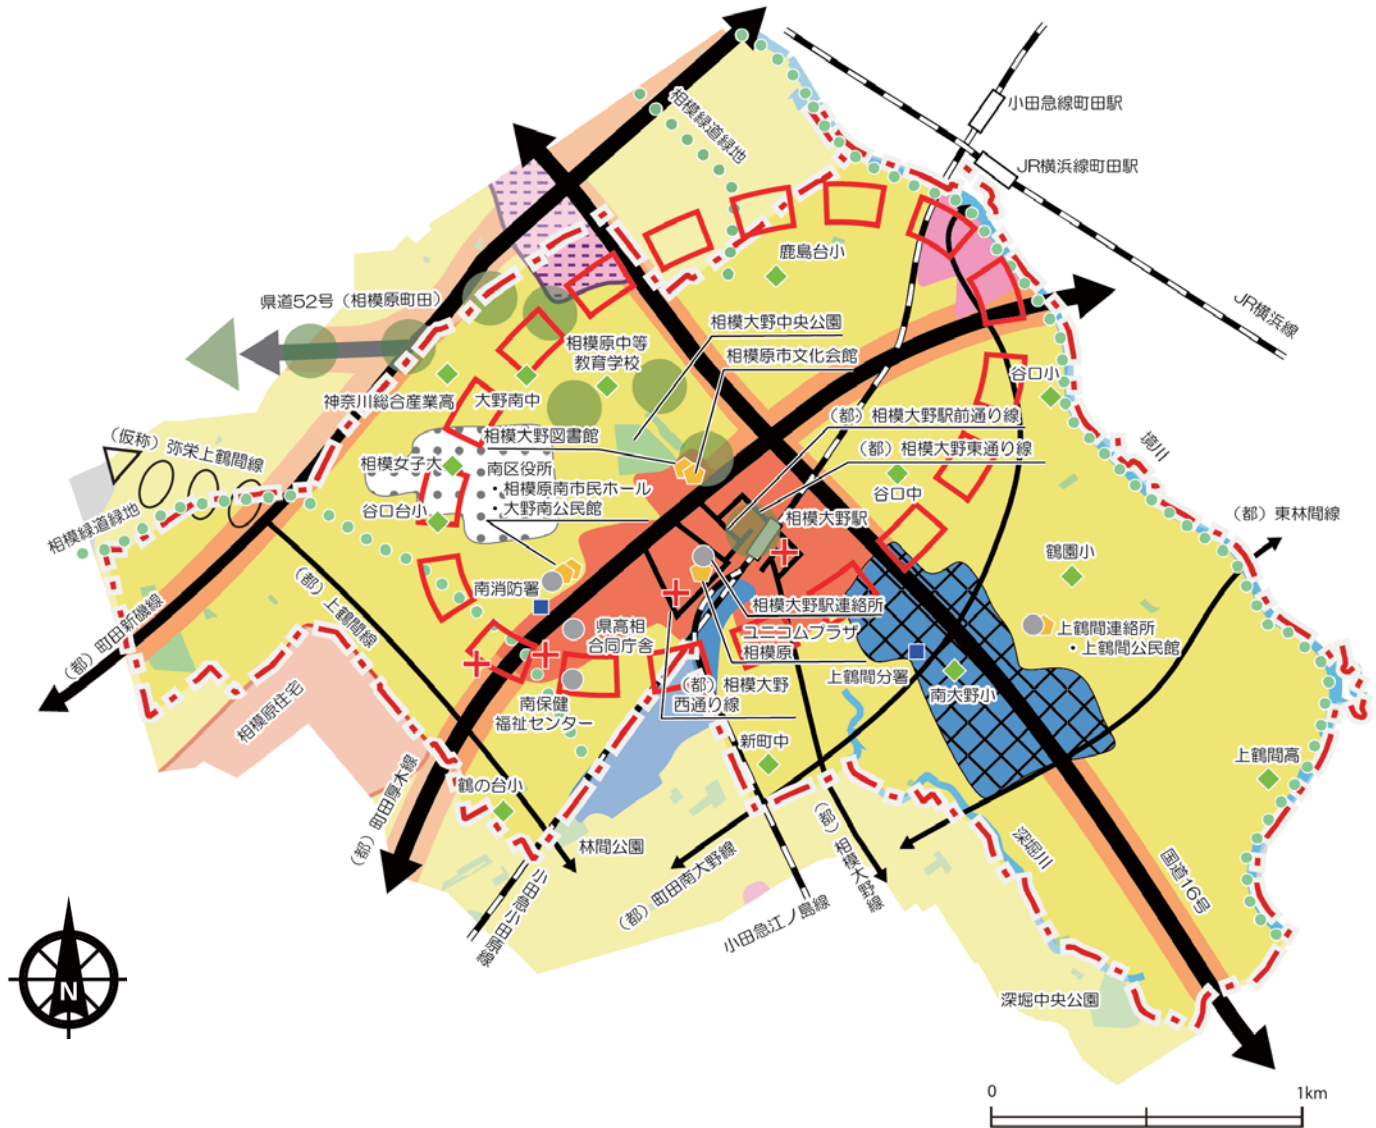 相模緑道緑地
小田急線町田駅
JR横浜線町田駅
鹿島台小
JR横浜線
県道52号（相模原町田）
相模大野中央公園
相模原中等
教育学校
相模原市文化会館
谷口小
神奈川総合産業高
大野南中
（都）相模大野駅前通り線
（仮称）弥栄上鶴間線
相模大野図書館
（都）相模大野東通り線
境川
相模女子大
南区役所
・相模原南市民ホール
・大野南公民館
谷口中
谷口台小
相模大野駅
（都）東林間線
相模緑道緑地
鶴園小
南消防署
（都）上鶴間線
（都）町田新磯線
相模大野駅連絡所
県高相
合同庁舎
ユニコムプラザ
相模原
上鶴間連絡所
・上鶴間公民館
上鶴間分署
南大野小
（都）相模大野
西通り線
相模原住宅
南保健
福祉センター
新町中
上鶴間高
鶴の台小
（都）町田厚木線
林間公園
（都）町田南大野線
（都）相模大野線
深堀川
国道16号
小田急小田原線
小田急江ノ島線
深堀中央公園
N
0
1km